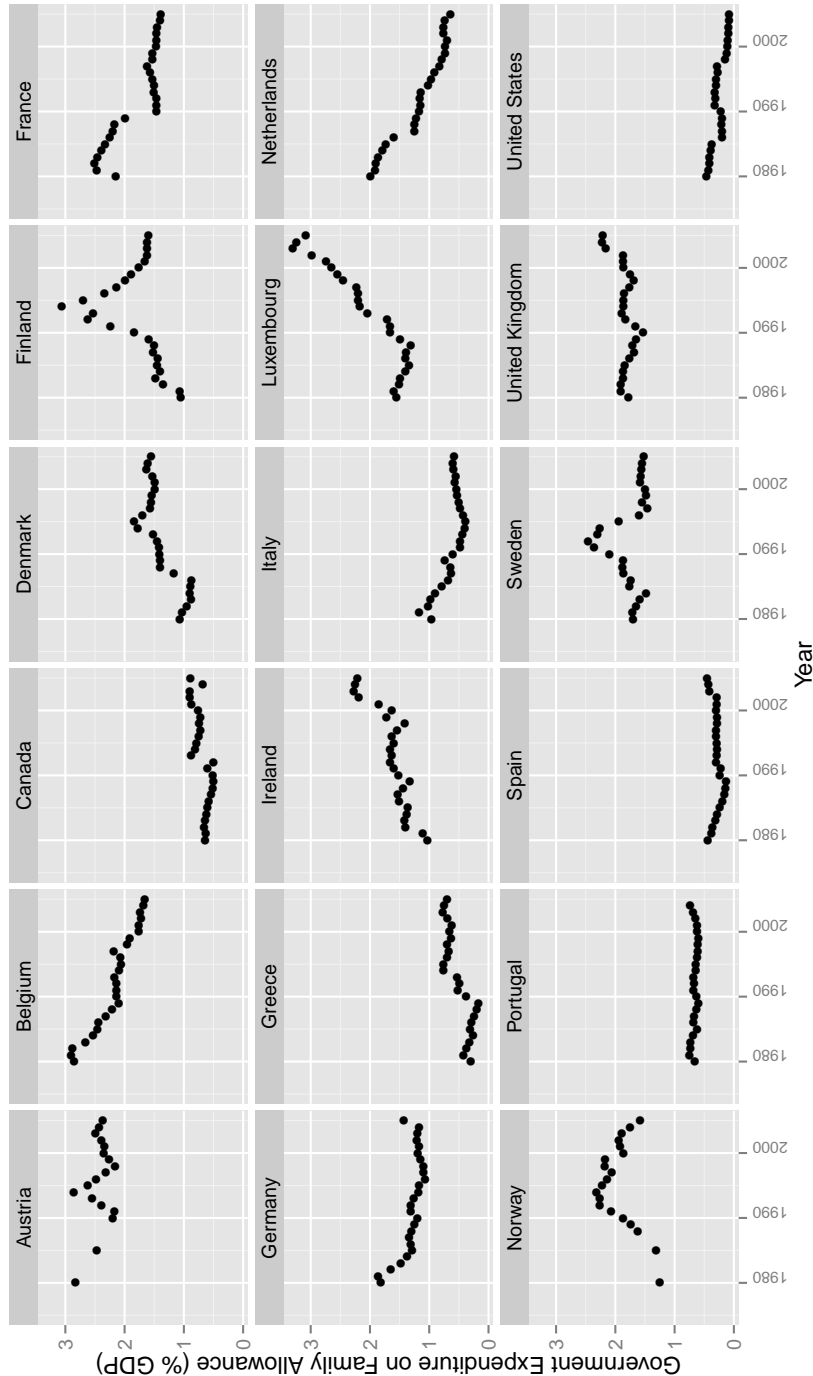 Government Expenditure on Family Allowance (% GDP)
Austria Belgium Canada Denmark Finland France
3
2
1
0
Germany Greece Ireland Italy Luxembourg Netherlands
3
2
1
0
Norway Portugal Spain Sweden United Kingdom United States
3
2
1
0
1980 1990 2000 1980 1990 2000 1980 1990 2000 1980 1990 2000 1980 1990 2000 1980 1990 2000
Year